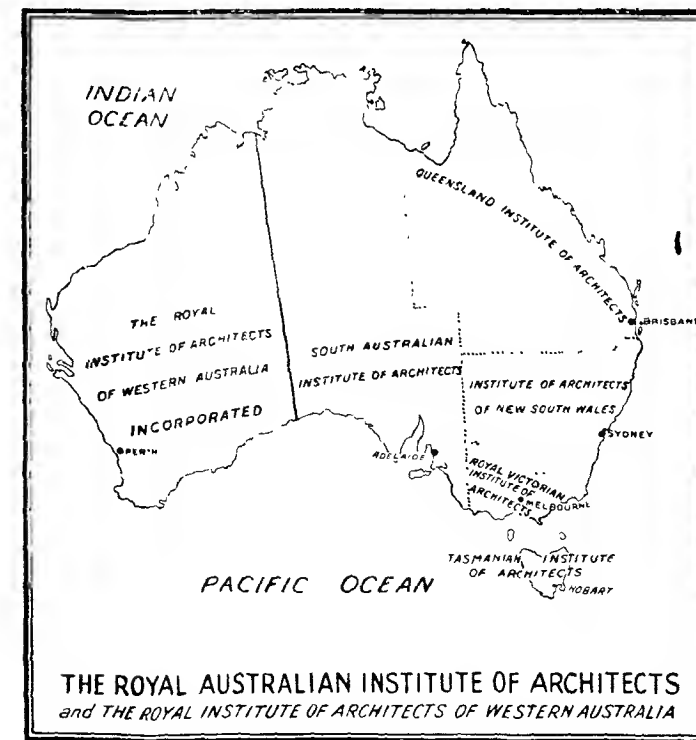 INDIAN
OCEAN
QUEENSLAND INSTITUTE OF ARCHITECTS
BRISBANE
THE ROYAL
INSTITUTE OF ARCHITECTS
OF WESTERN AUSTRALIA
INCORPORATED
PERTH
SOUTH AUSTRALIAN
INSTITUTE OF ARCHITECTS
ADELAIDE
INSTITUTE OF ARCHITECTS
OF NEW SOUTH WALES
SYDNEY
ROYAL VICTORIAN
INSTITUTE OF
ARCHITECTS
MELBOURNE
TASMANIAN INSTITUTE
OF ARCHITECTS
HOBART
PACIFIC OCEAN
THE ROYAL AUSTRALIAN INSTITUTE OF ARCHITECTS
and THE ROYAL INSTITUTE OF ARCHITECTS OF WESTERN AUSTRALIA